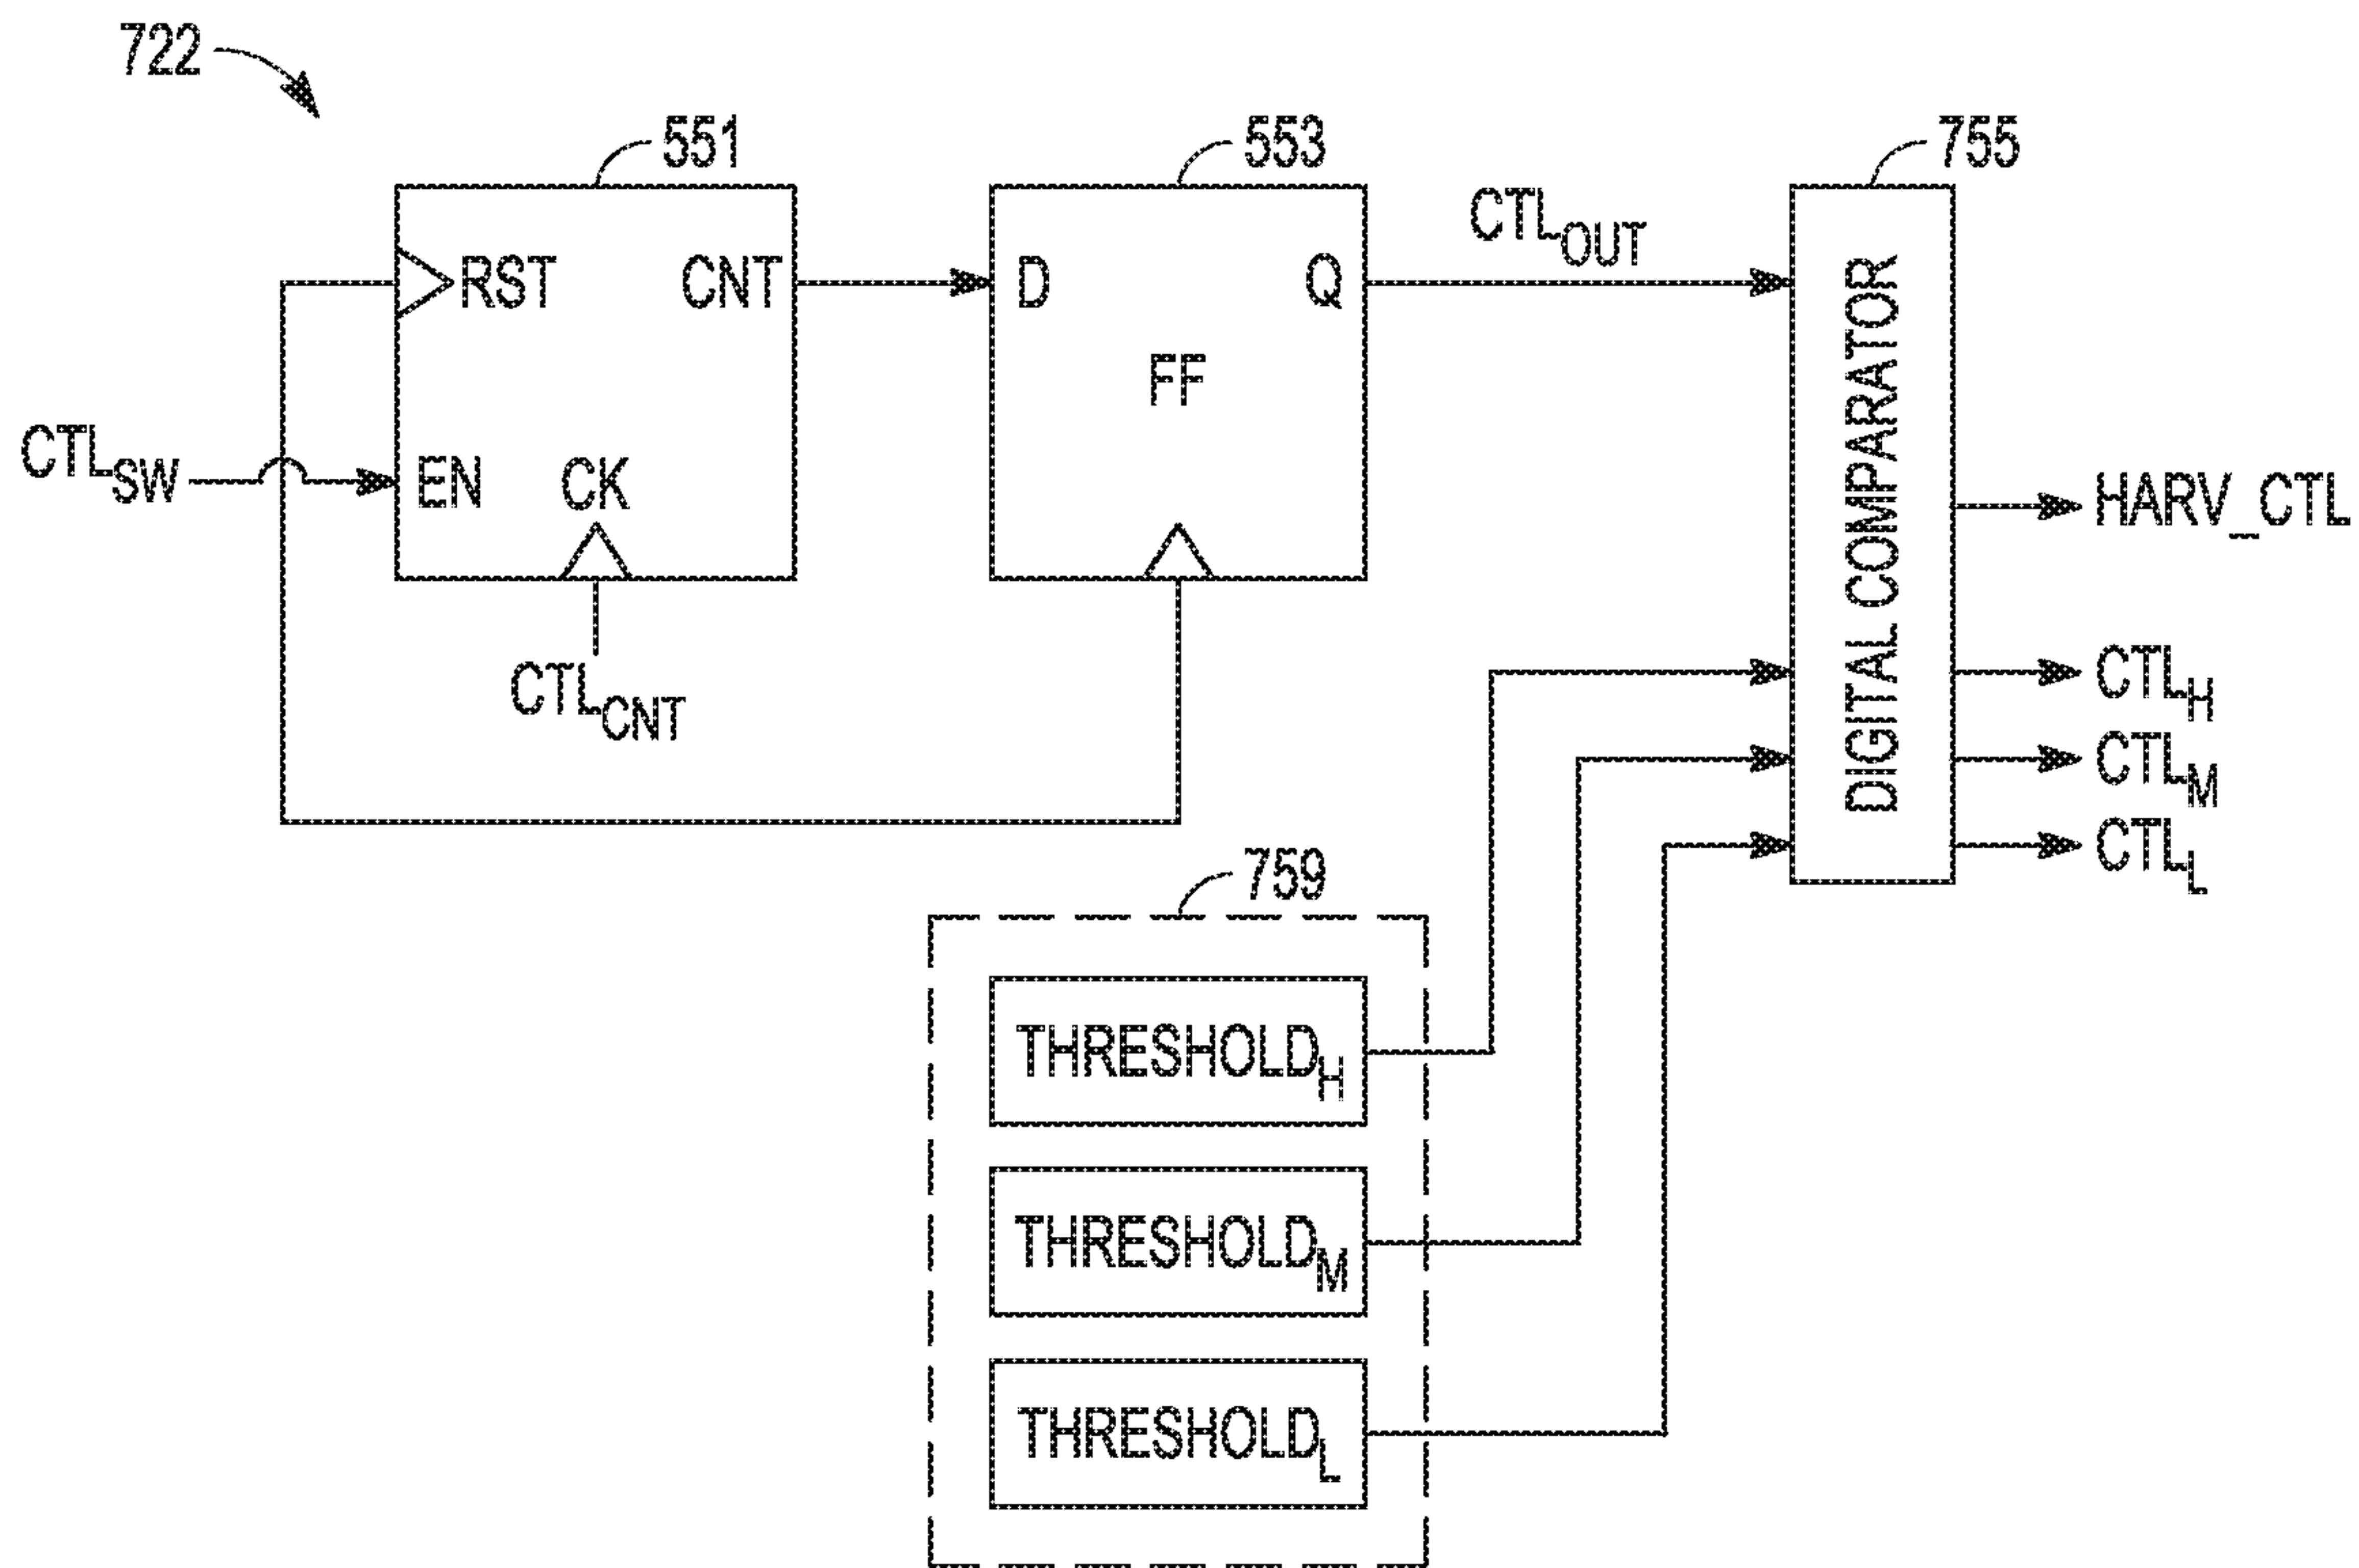 722
551
553
755
RST
CNT
D
Q
CTL_OUT
FF
CTL_SW
EN
CK
CTL_CNT
DIGITAL COMPARATOR
HARV_CTL
CTL_H
CTL_M
CTL_L
759
THRESHOLD_H
THRESHOLD_M
THRESHOLD_L